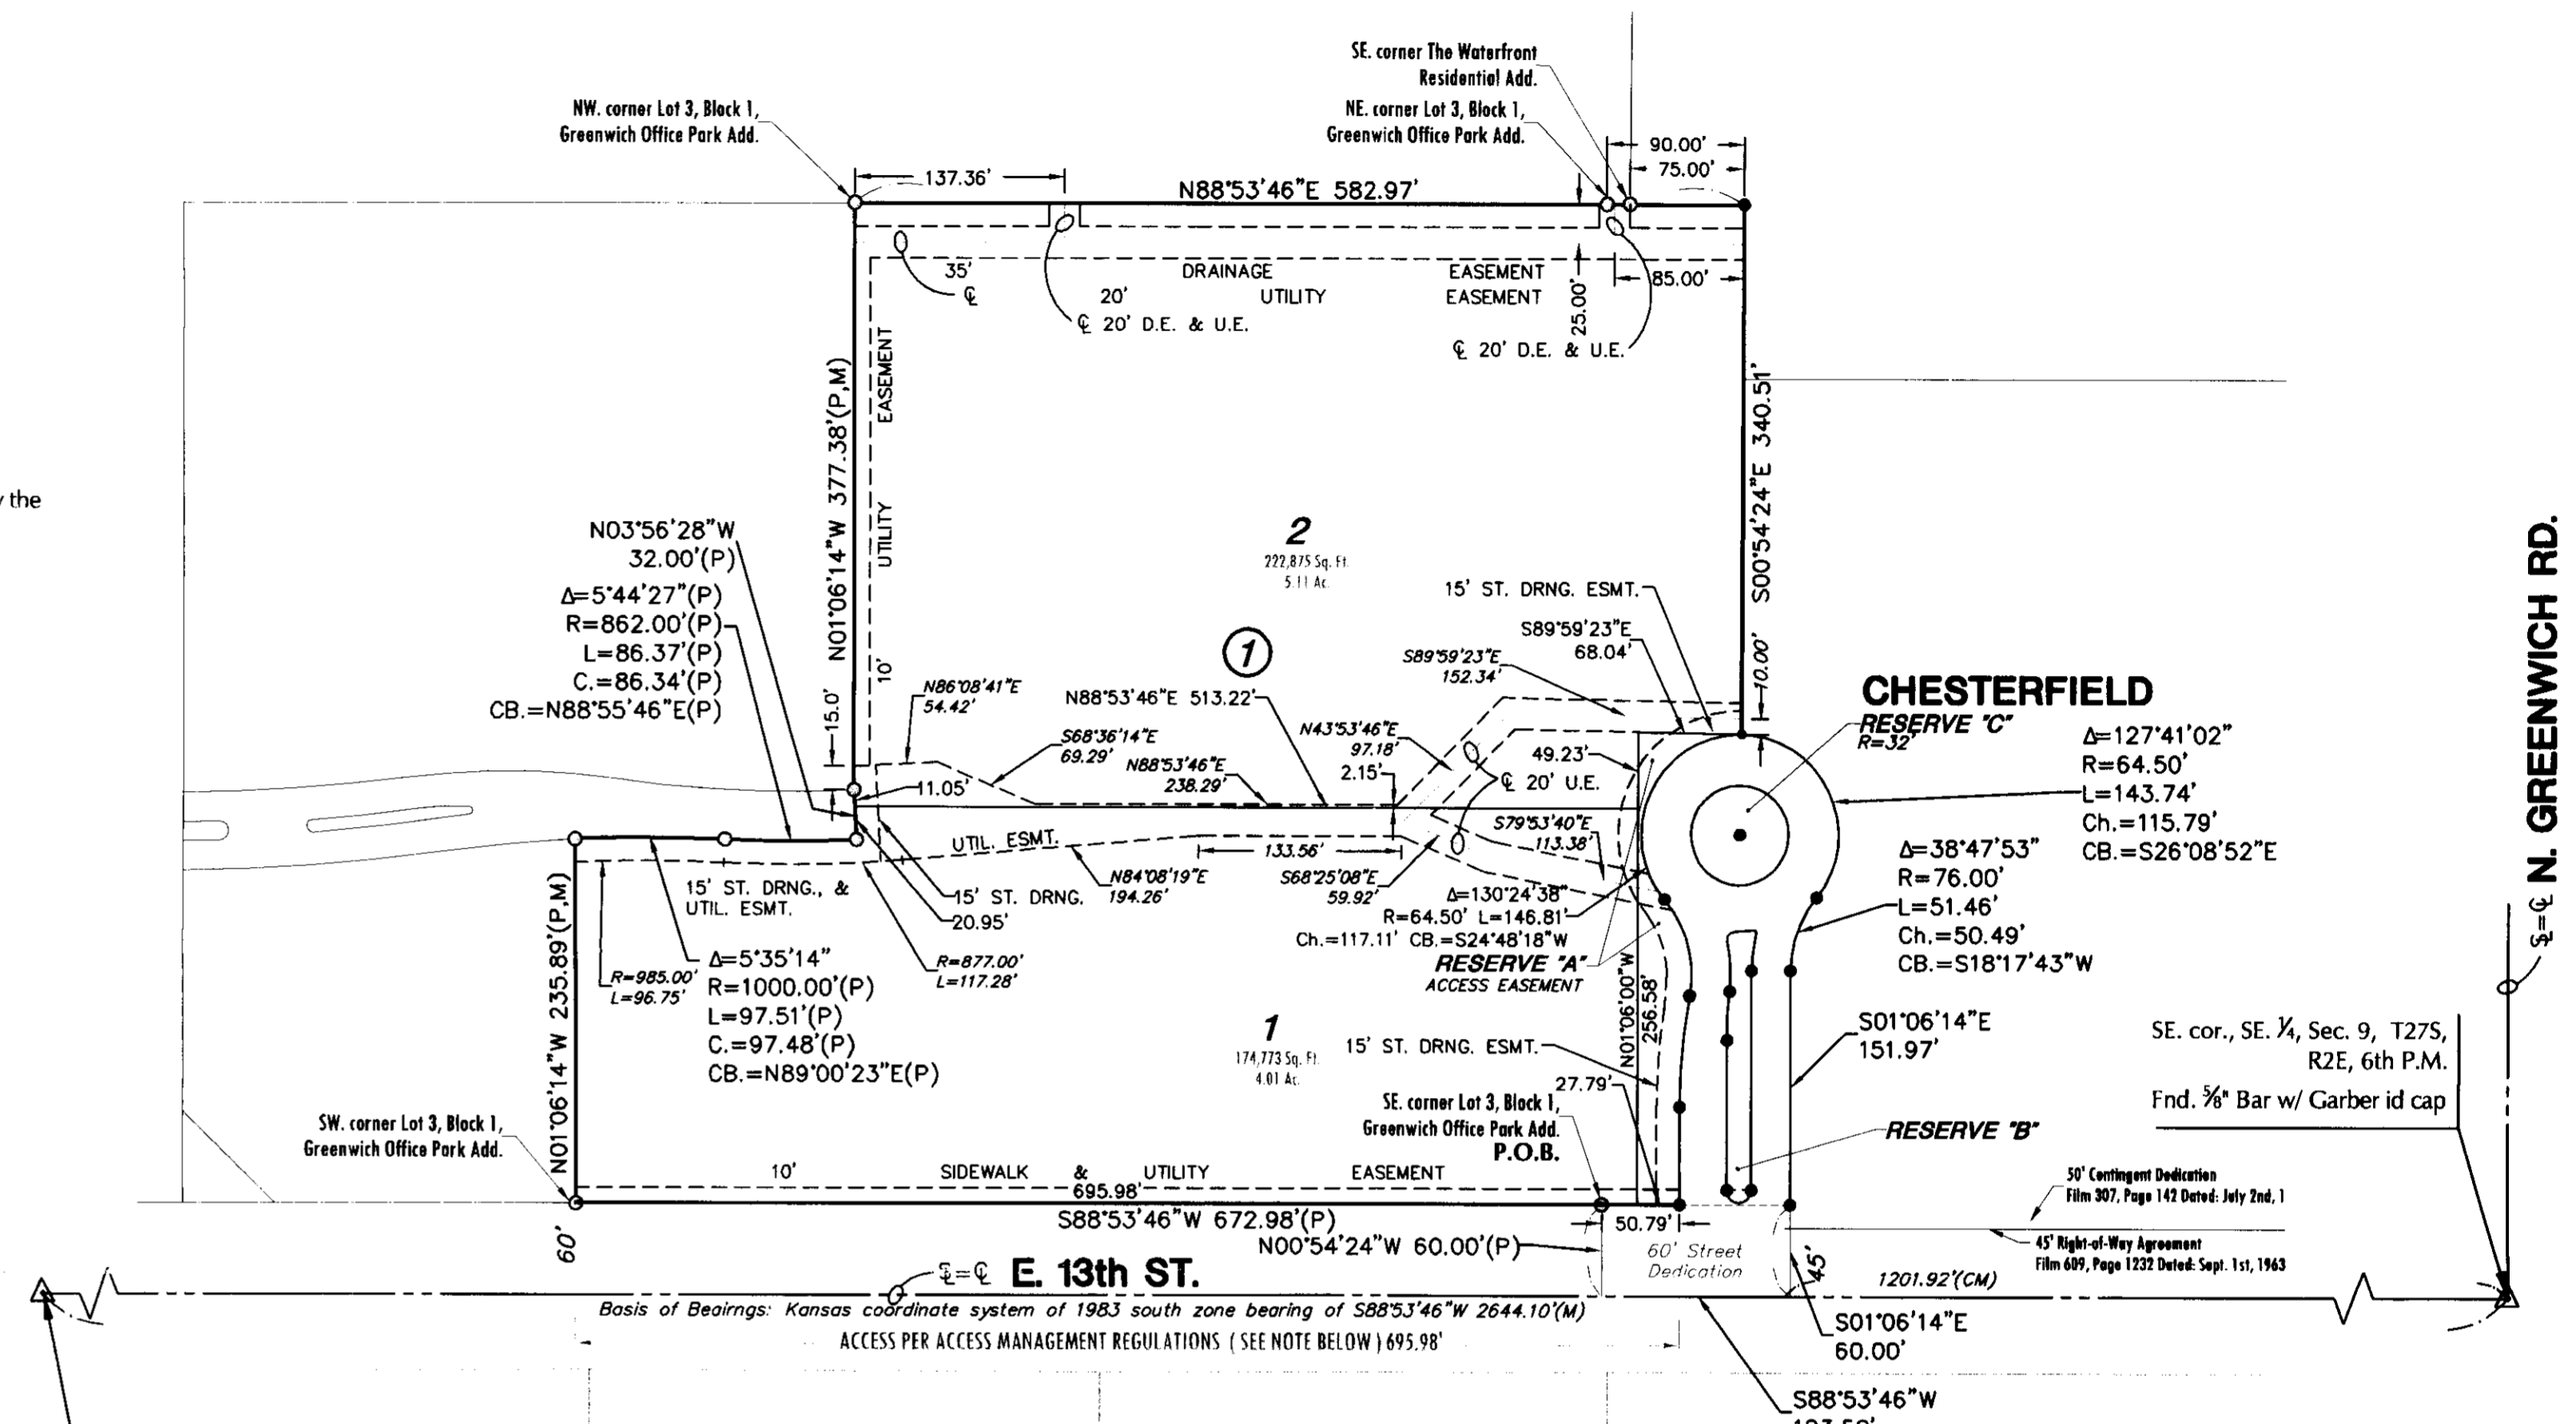 SE. corner The Waterfront
Residential Add.
NW. corner Lot 3, Block 1,
Greenwich Office Park Add.
NE. corner Lot 3, Block 1,
Greenwich Office Park Add.
90.00'
75.00'
137.36'
N88°53'46"E 582.97'
35'
℄
DRAINAGE EASEMENT
85.00'
20' UTILITY EASEMENT
℄ 20' D.E. & U.E.
25.00'
℄ 20' D.E. & U.E.
EASEMENT
UTILITY
10'
N01°06'14"W 377.38'(P,M)
S00°54'24"E 340.51'
y the
N03°56'28"W
32.00'(P)
Δ=5°44'27"(P)
R=862.00'(P)
L=86.37'(P)
C.=86.34'(P)
CB.=N88°55'46"E(P)
2
222,875 Sq. Ft.
5.11 Ac.
15' ST. DRNG. ESMT.
S89°59'23"E
68.04'
S89°59'23"E
152.34'
10.00'
1
15.0'
N86°08'41"E
54.42'
N88°53'46"E 513.22'
S68°36'14"E
69.29'
N88°53'46"E
238.29'
N43°53'46"E
97.18'
2.15'
49.23'
℄ 20' U.E.
11.05'
CHESTERFIELD
RESERVE "C"
R=32'
Δ=127°41'02"
R=64.50'
L=143.74'
Ch.=115.79'
CB.=S26°08'52"E
UTIL. ESMT.
133.56'
S79°53'40"E
113.38'
N84°08'19"E
194.26'
S68°25'08"E
59.92'
Δ=130°24'38"
R=64.50' L=146.81'
Ch.=117.11' CB.=S24°48'18"W
RESERVE "A"
ACCESS EASEMENT
Δ=38°47'53"
R=76.00'
L=51.46'
Ch.=50.49'
CB.=S18°17'43"W
15' ST. DRNG., &
UTIL. ESMT.
15' ST. DRNG.
20.95'
R=985.00'
L=96.75'
Δ=5°35'14"
R=1000.00'(P)
L=97.51'(P)
C.=97.48'(P)
CB.=N89°00'23"E(P)
R=877.00'
L=117.28'
N01°06'14"W 235.89'(P,M)
1
174,773 Sq. Ft.
4.01 Ac.
15' ST. DRNG. ESMT.
N01°06'00"W
256.58'
27.79'
S01°06'14"E
151.97'
SE. cor., SE. ¼, Sec. 9, T27S,
R2E, 6th P.M.
Fnd. ⅝" Bar w/ Garber id cap
N. GREENWICH RD.
=℄
SW. corner Lot 3, Block 1,
Greenwich Office Park Add.
SE. corner Lot 3, Block 1,
Greenwich Office Park Add.
P.O.B.
RESERVE "B"
10' SIDEWALK & UTILITY EASEMENT
695.98'
S88°53'46"W 672.98'(P)
50.79'
N00°54'24"W 60.00'(P)
60' Street
Dedication
50' Contingent Dedication
Film 307, Page 142 Dated: July 2nd, 1
45' Right-of-Way Agreement
Film 609, Page 1232 Dated: Sept. 1st, 1963
60'
=℄ E. 13th ST.
45'
1201.92'(CM)
Basis of Beairngs: Kansas coordinate system of 1983 south zone bearing of S88°53'46"W 2644.10'(M)
ACCESS PER ACCESS MANAGEMENT REGULATIONS ( SEE NOTE BELOW ) 695.98'
S01°06'14"E
60.00'
S88°53'46"W